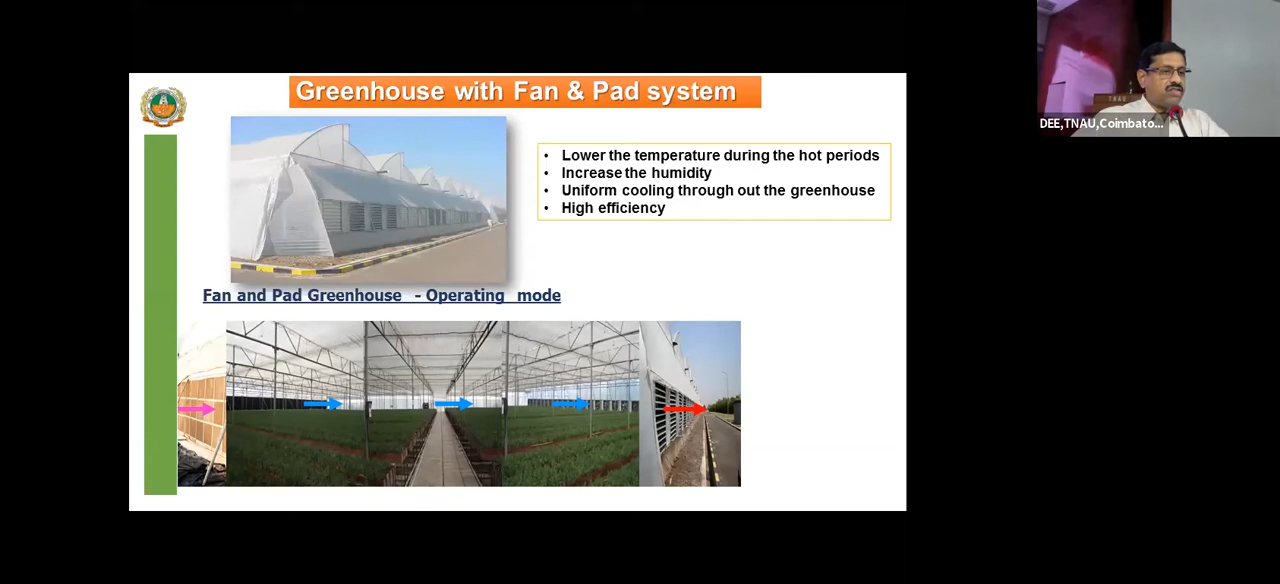 Greenhouse with Fan & Pad system
• Lower the temperature during the hot periods
• Increase the humidity
• Uniform cooling through out the greenhouse
• High efficiency
Fan and Pad Greenhouse - Operating mode
TNAU
DEE,TNAU,Coimbato...